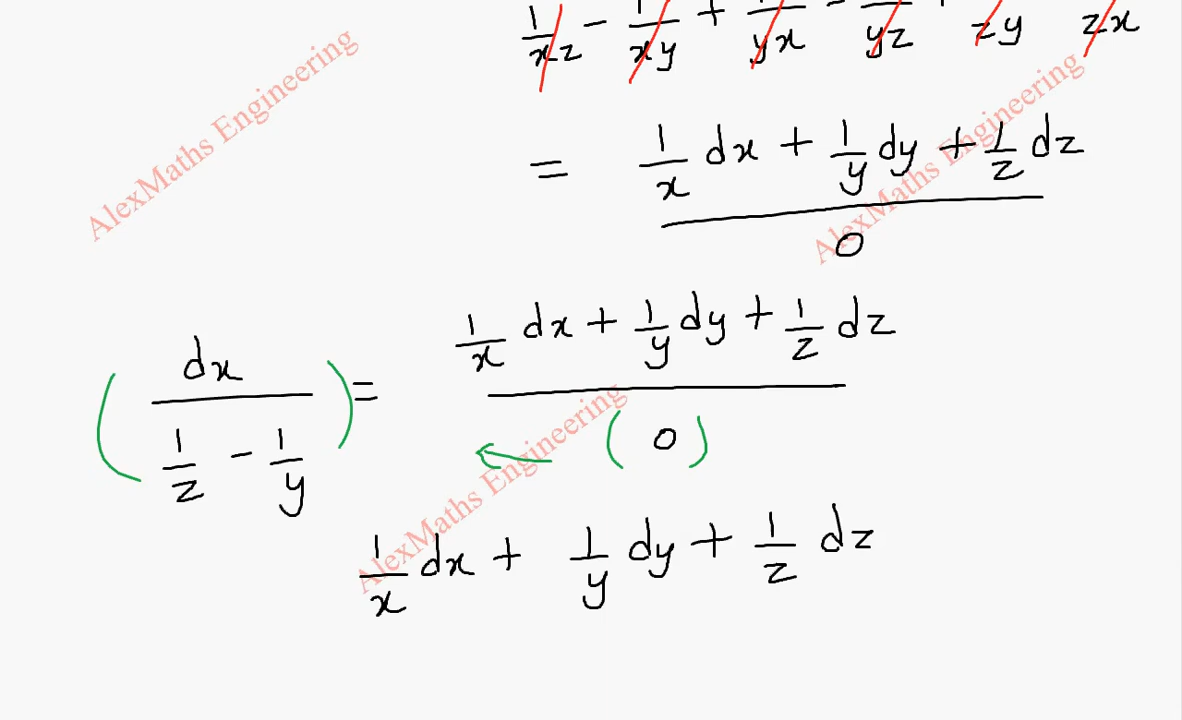 1/xz - 1/xy + 1/yx - 1/yz + 1/zy 1/zx
AlexMaths Engineering
AlexMaths Engineering
= (1/x dx + 1/y dy + 1/z dz) / 0
(dx / (1/z - 1/y)) = (1/x dx + 1/y dy + 1/z dz) / (0)
AlexMaths Engineering
1/x dx + 1/y dy + 1/z dz